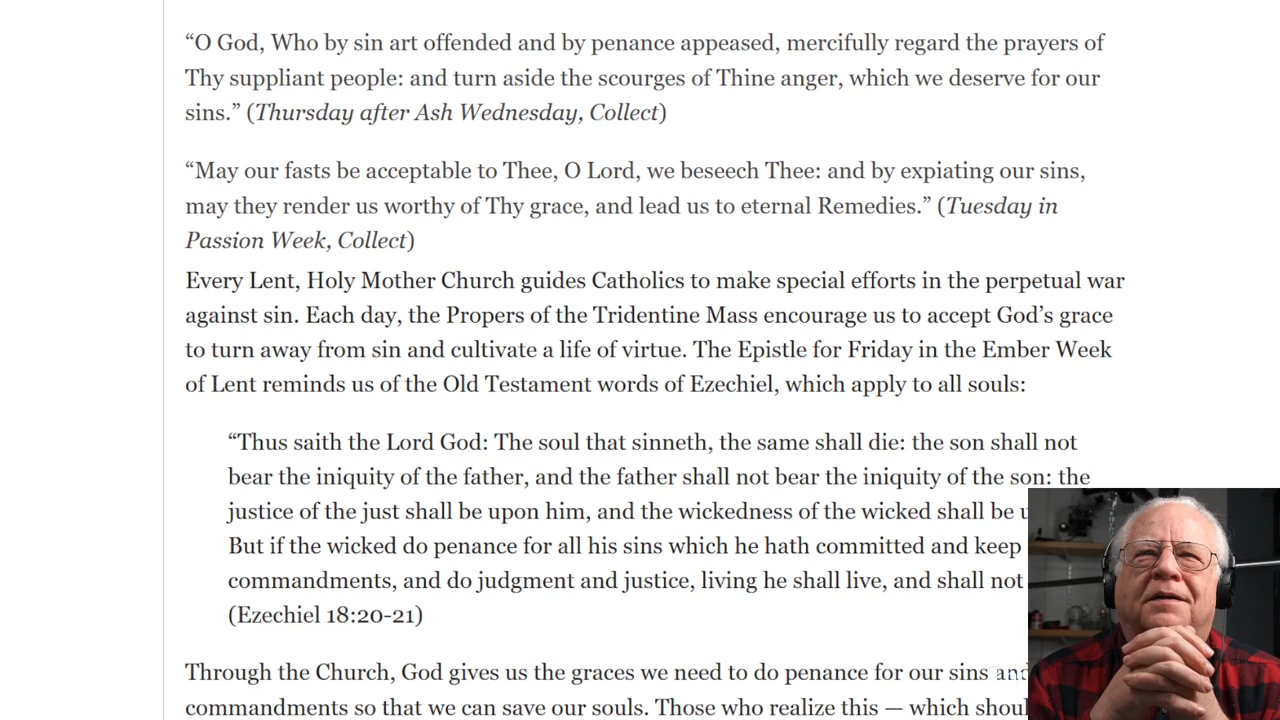 “O God, Who by sin art offended and by penance appeased, mercifully regard the prayers of
Thy suppliant people: and turn aside the scourges of Thine anger, which we deserve for our
sins.” (Thursday after Ash Wednesday, Collect)
“May our fasts be acceptable to Thee, O Lord, we beseech Thee: and by expiating our sins,
may they render us worthy of Thy grace, and lead us to eternal Remedies.” (Tuesday in
Passion Week, Collect)
Every Lent, Holy Mother Church guides Catholics to make special efforts in the perpetual war
against sin. Each day, the Propers of the Tridentine Mass encourage us to accept God’s grace
to turn away from sin and cultivate a life of virtue. The Epistle for Friday in the Ember Week
of Lent reminds us of the Old Testament words of Ezechiel, which apply to all souls:
“Thus saith the Lord God: The soul that sinneth, the same shall die: the son shall not
bear the iniquity of the father, and the father shall not bear the iniquity of the son: the
justice of the just shall be upon him, and the wickedness of the wicked shall be
But if the wicked do penance for all his sins which he hath committed and keep
commandments, and do judgment and justice, living he shall live, and shall not
(Ezechiel 18:20-21)
Through the Church, God gives us the graces we need to do penance for our sins and
commandments so that we can save our souls. Those who realize this — which